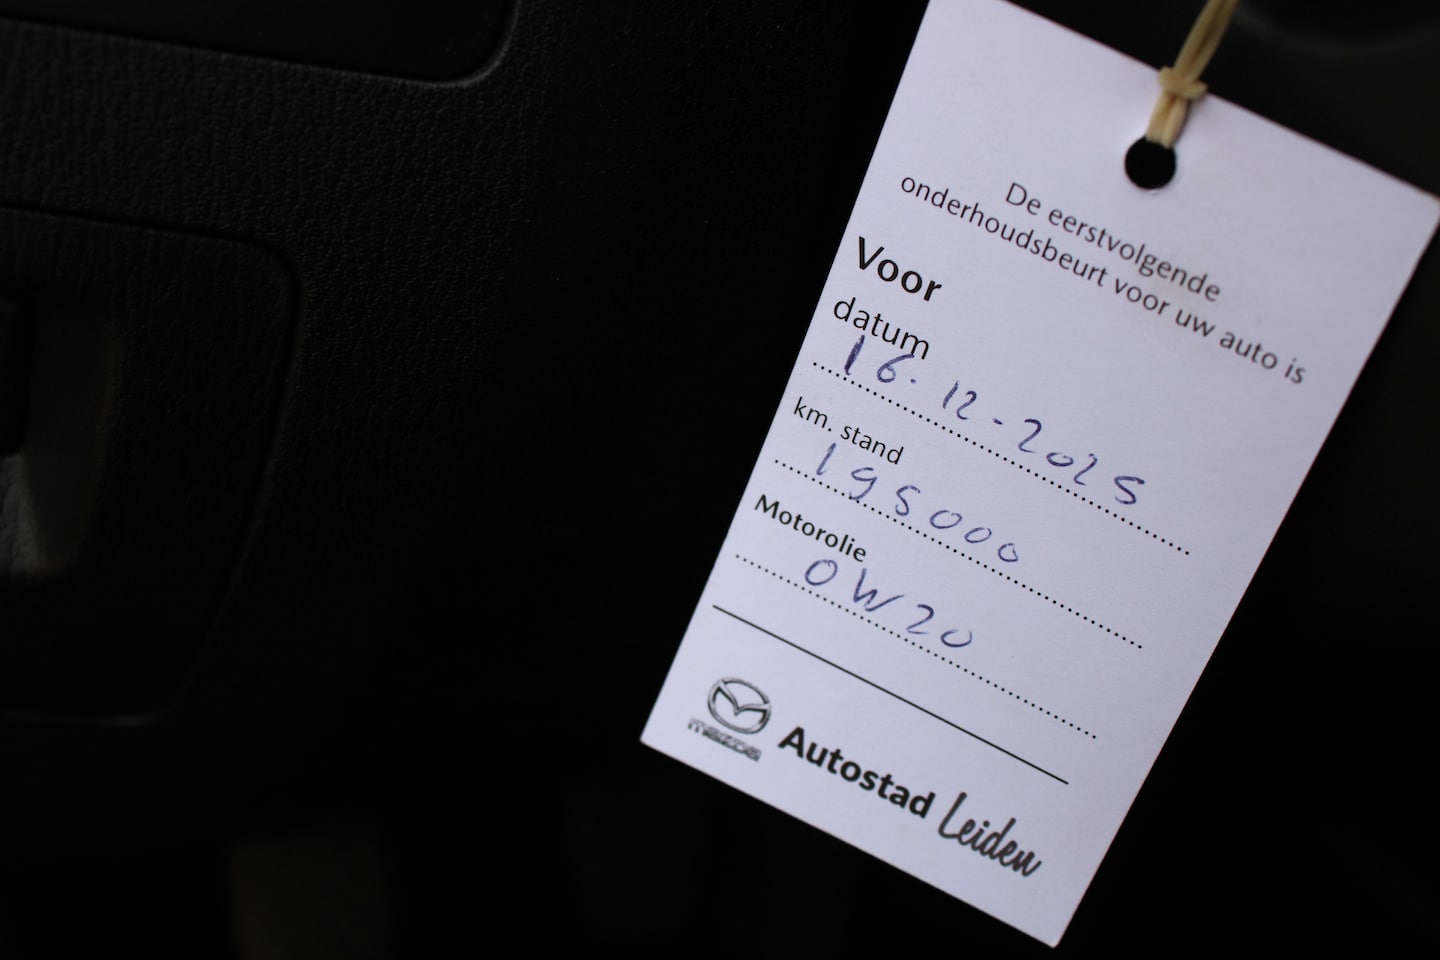 De eerstvolgende
onderhoudsbeurt voor uw auto is
Voor
datum
16-12-2025
km. stand
195000
Motorolie
0W20
mazda
Autostad Leiden